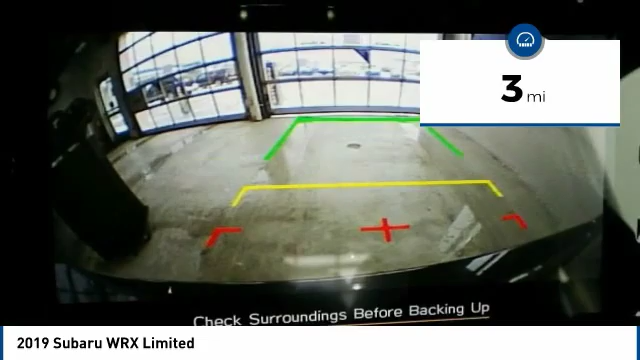 3 mi
Check Surroundings Before Backing Up
2019 Subaru WRX Limited